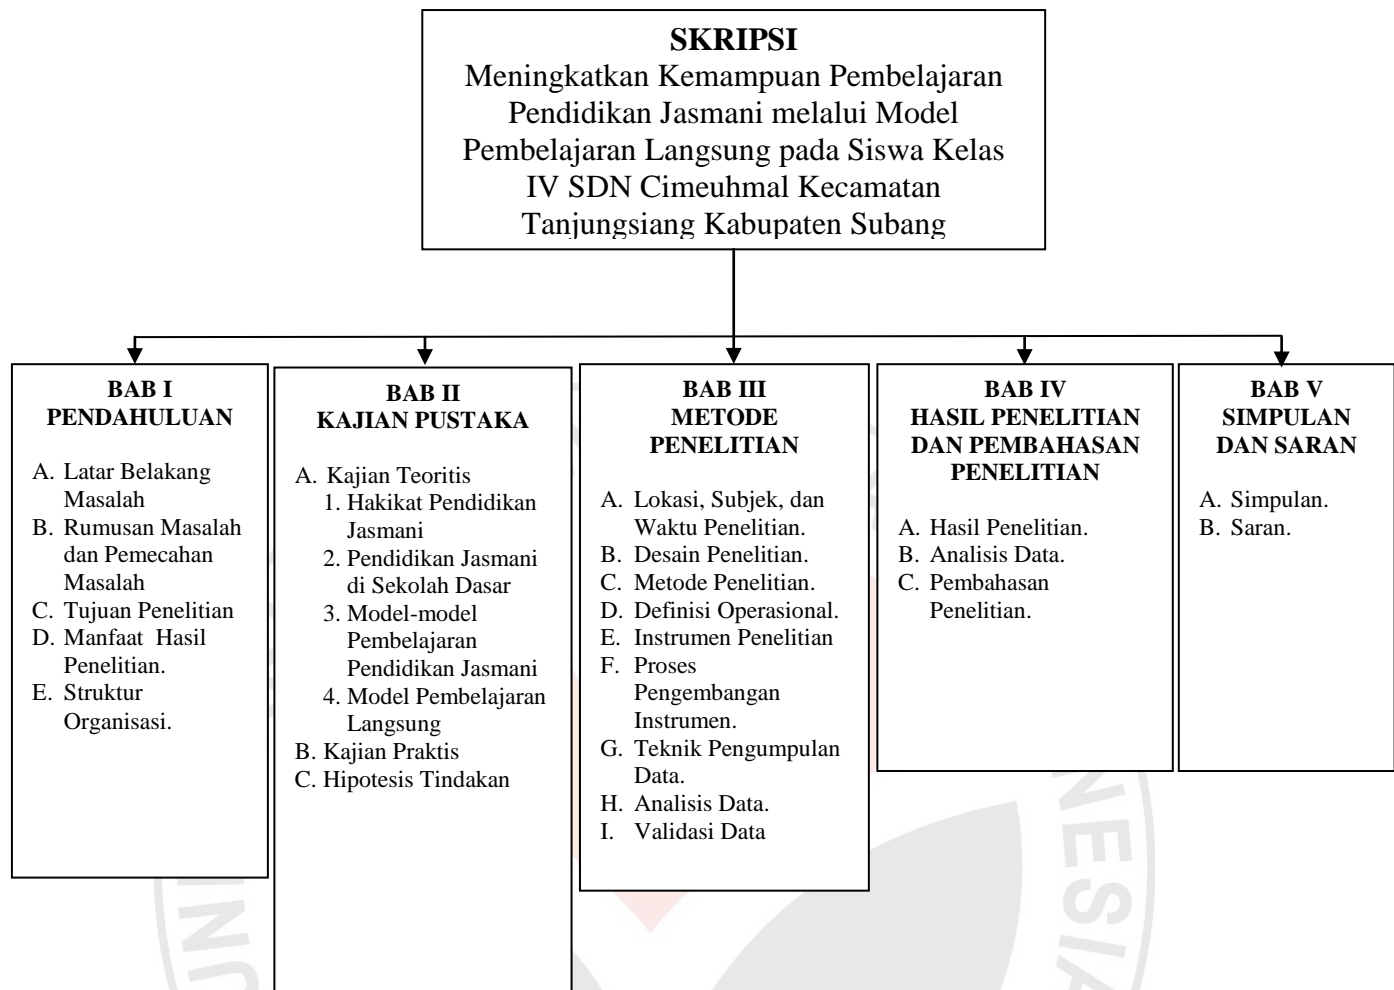 SKRIPSI
Meningkatkan Kemampuan Pembelajaran
Pendidikan Jasmani melalui Model
Pembelajaran Langsung pada Siswa Kelas
IV SDN Cimeuhmal Kecamatan
Tanjungsiang Kabupaten Subang
BAB I
PENDAHULUAN
A. Latar Belakang
Masalah
B. Rumusan Masalah
dan Pemecahan
Masalah
C. Tujuan Penelitian
D. Manfaat Hasil
Penelitian.
E. Struktur
Organisasi.
BAB II
KAJIAN PUSTAKA
A. Kajian Teoritis
1. Hakikat Pendidikan
Jasmani
2. Pendidikan Jasmani
di Sekolah Dasar
3. Model-model
Pembelajaran
Pendidikan Jasmani
4. Model Pembelajaran
Langsung
B. Kajian Praktis
C. Hipotesis Tindakan
BAB III
METODE
PENELITIAN
A. Lokasi, Subjek, dan
Waktu Penelitian.
B. Desain Penelitian.
C. Metode Penelitian.
D. Definisi Operasional.
E. Instrumen Penelitian
F. Proses
Pengembangan
Instrumen.
G. Teknik Pengumpulan
Data.
H. Analisis Data.
I. Validasi Data
BAB IV
HASIL PENELITIAN
DAN PEMBAHASAN
PENELITIAN
A. Hasil Penelitian.
B. Analisis Data.
C. Pembahasan
Penelitian.
BAB V
SIMPULAN
DAN SARAN
A. Simpulan.
B. Saran.